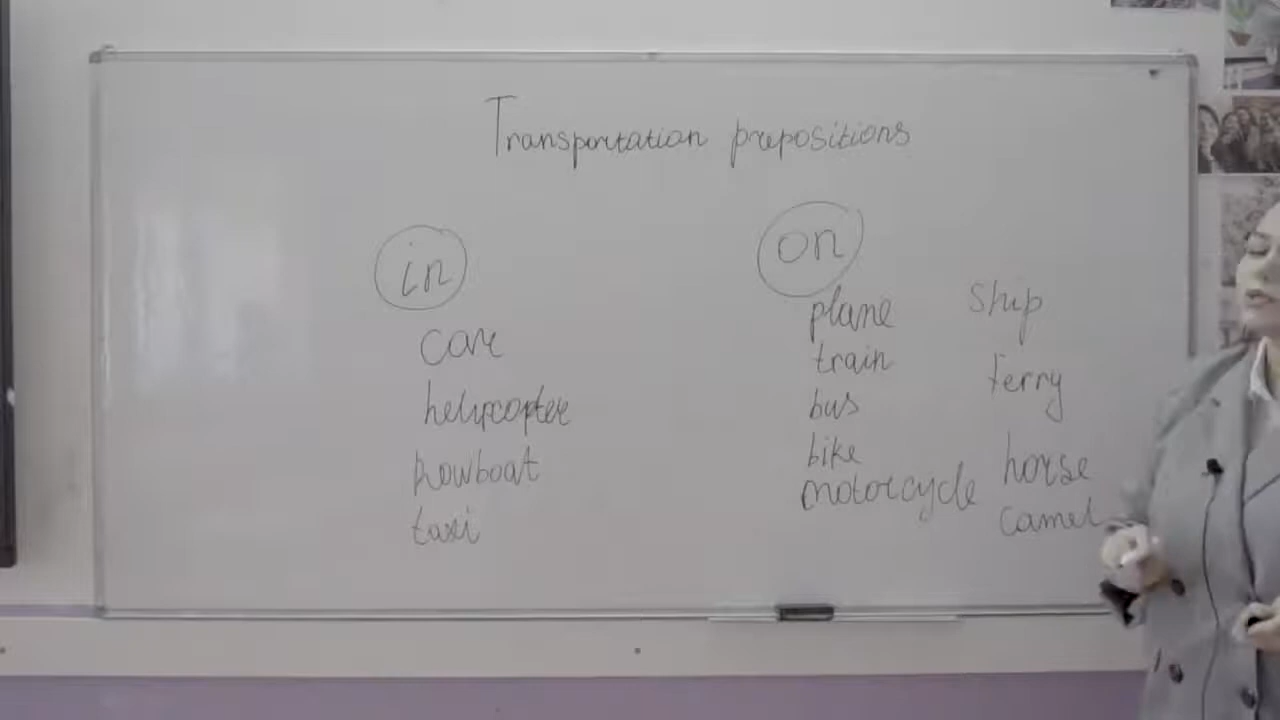 Transportation prepositions
in
car
helicopter
rowboat
taxi
on
plane
train
bus
bike
motorcycle
ship
ferry
horse
camel